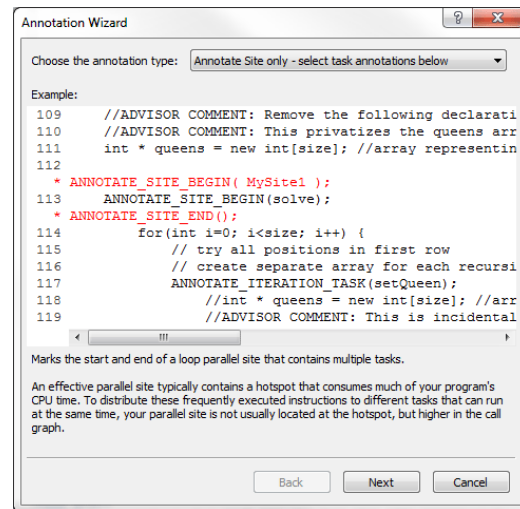 Annotation Wizard
Choose the annotation type: Annotate Site only - select task annotations below
Example:
109 //ADVISOR COMMENT: Remove the following declarati
110 //ADVISOR COMMENT: This privatizes the queens arr
111 int * queens = new int[size]; //array representin
112
* ANNOTATE_SITE_BEGIN( MySite1 );
113 ANNOTATE_SITE_BEGIN(solve);
* ANNOTATE_SITE_END();
114 for(int i=0; i<size; i++) {
115 // try all positions in first row
116 // create separate array for each recursi
117 ANNOTATE_ITERATION_TASK(setQueen);
118 //int * queens = new int[size]; //arr
119 //ADVISOR COMMENT: This is incidental
Marks the start and end of a loop parallel site that contains multiple tasks.
An effective parallel site typically contains a hotspot that consumes much of your program's
CPU time. To distribute these frequently executed instructions to different tasks that can run
at the same time, your parallel site is not usually located at the hotspot, but higher in the call
graph.
Back Next Cancel